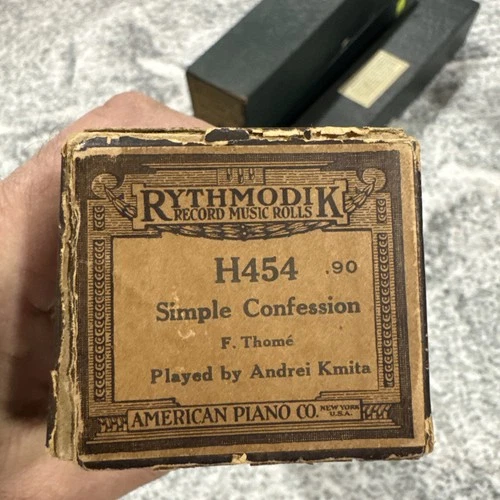 RYTHMODIK
RECORD MUSIC ROLLS
H454 .90
Simple Confession
F. Thomé
Played by Andrei Kmita
AMERICAN PIANO CO. NEW YORK U.S.A.